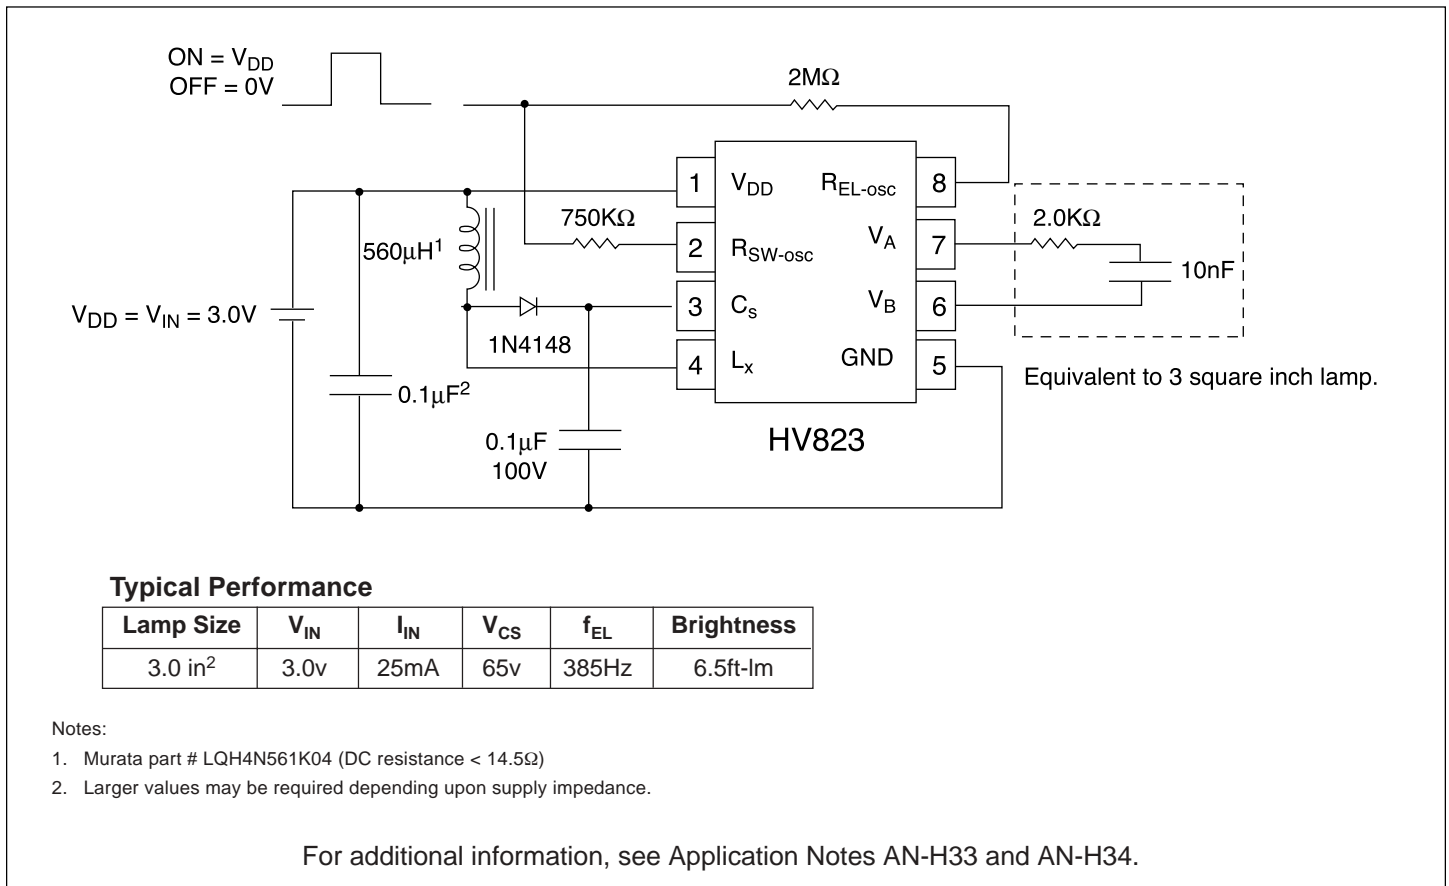 ON = VDD
OFF = 0V
2MΩ
1 VDD REL-osc 8
750KΩ
2.0KΩ
560µH1
2 RSW-osc VA 7
10nF
VDD = VIN = 3.0V
3 Cs VB 6
1N4148
4 Lx GND 5
Equivalent to 3 square inch lamp.
0.1µF2
0.1µF
100V
HV823
Typical Performance
Lamp Size VIN IIN VCS fEL Brightness
3.0 in2 3.0v 25mA 65v 385Hz 6.5ft-lm
Notes:
1. Murata part # LQH4N561K04 (DC resistance < 14.5Ω)
2. Larger values may be required depending upon supply impedance.
For additional information, see Application Notes AN-H33 and AN-H34.